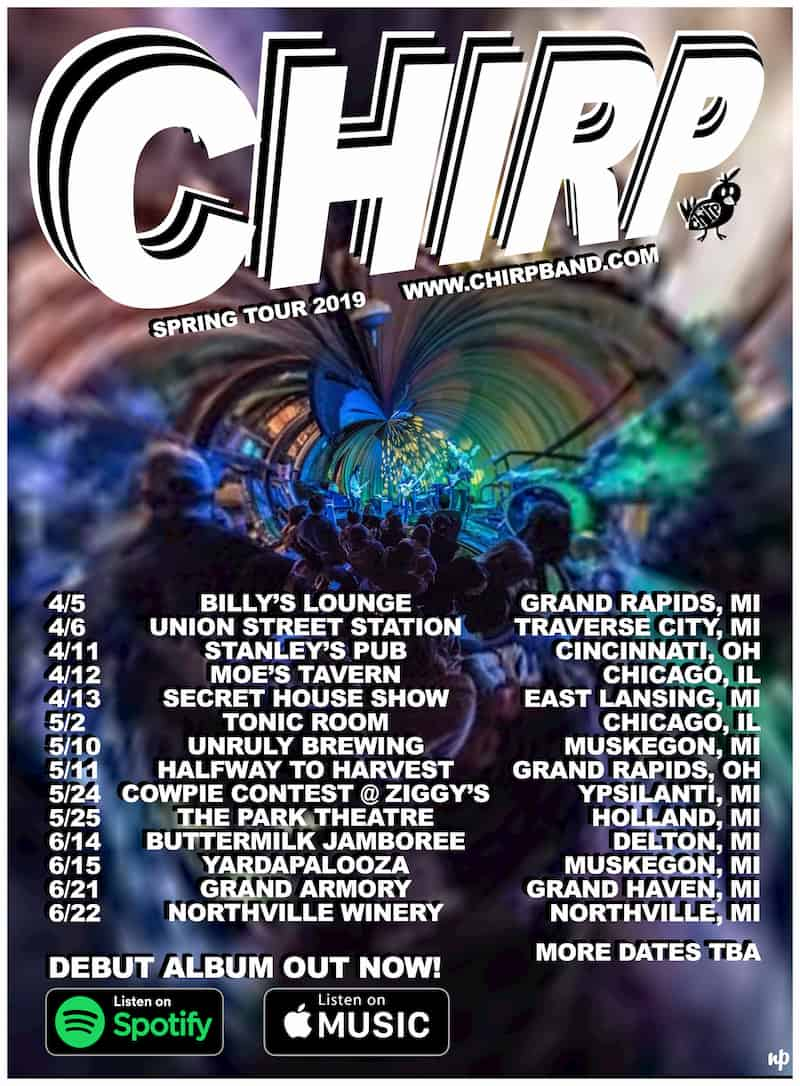 CHIRP
SPRING TOUR 2019 WWW.CHIRPBAND.COM
4/5 BILLY'S LOUNGE GRAND RAPIDS, MI
4/6 UNION STREET STATION TRAVERSE CITY, MI
4/11 STANLEY'S PUB CINCINNATI, OH
4/12 MOE'S TAVERN CHICAGO, IL
4/13 SECRET HOUSE SHOW EAST LANSING, MI
5/2 TONIC ROOM CHICAGO, IL
5/10 UNRULY BREWING MUSKEGON, MI
5/11 HALFWAY TO HARVEST GRAND RAPIDS, OH
5/24 COWPIE CONTEST @ ZIGGY'S YPSILANTI, MI
5/25 THE PARK THEATRE HOLLAND, MI
6/14 BUTTERMILK JAMBOREE DELTON, MI
6/15 YARDAPALOOZA MUSKEGON, MI
6/21 GRAND ARMORY GRAND HAVEN, MI
6/22 NORTHVILLE WINERY NORTHVILLE, MI
MORE DATES TBA
DEBUT ALBUM OUT NOW!
Listen on
Spotify
Listen on
MUSIC